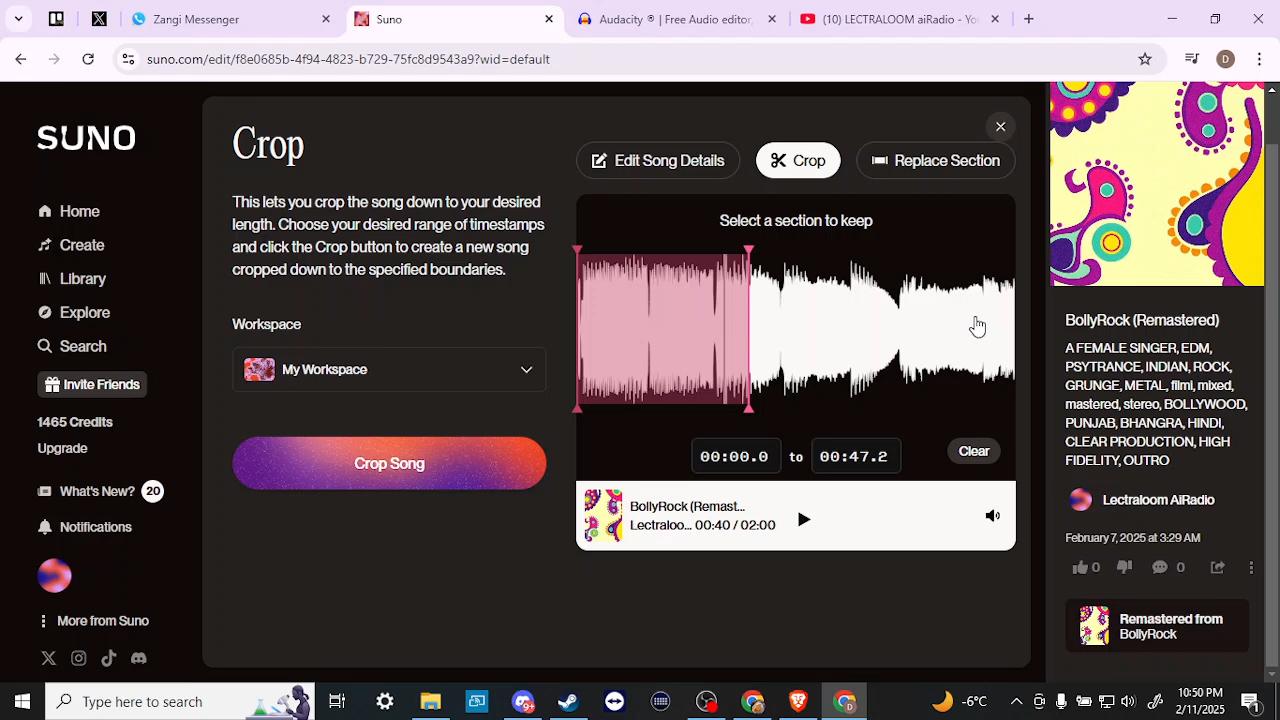 Zangi Messenger
Suno
Audacity ® | Free Audio editor,
(10) LECTRALOOM aiRadio - Yo
suno.com/edit/f8e0685b-4f94-4823-b729-75fc8d9543a9?wid=default
D
SUNO
Home
Create
Library
Explore
Search
Invite Friends
1465 Credits
Upgrade
What's New? 20
Notifications
More from Suno
Crop
This lets you crop the song down to your desired
length. Choose your desired range of timestamps
and click the Crop button to create a new song
cropped down to the specified boundaries.
Workspace
My Workspace
Crop Song
Edit Song Details
Crop
Replace Section
Select a section to keep
00:00.0 to 00:47.2
Clear
BollyRock (Remast...
Lectraloo... 00:40 / 02:00
BollyRock (Remastered)
A FEMALE SINGER, EDM,
PSYTRANCE, INDIAN, ROCK,
GRUNGE, METAL, filmI, mixed,
mastered, stereo, BOLLYWOOD,
PUNJAB, BHANGRA, HINDI,
CLEAR PRODUCTION, HIGH
FIDELITY, OUTRO
Lectraloom AiRadio
February 7, 2025 at 3:29 AM
0
0
Remastered from
BollyRock
Type here to search
9+
D
-6°C
10:50 PM
2/11/2025
1